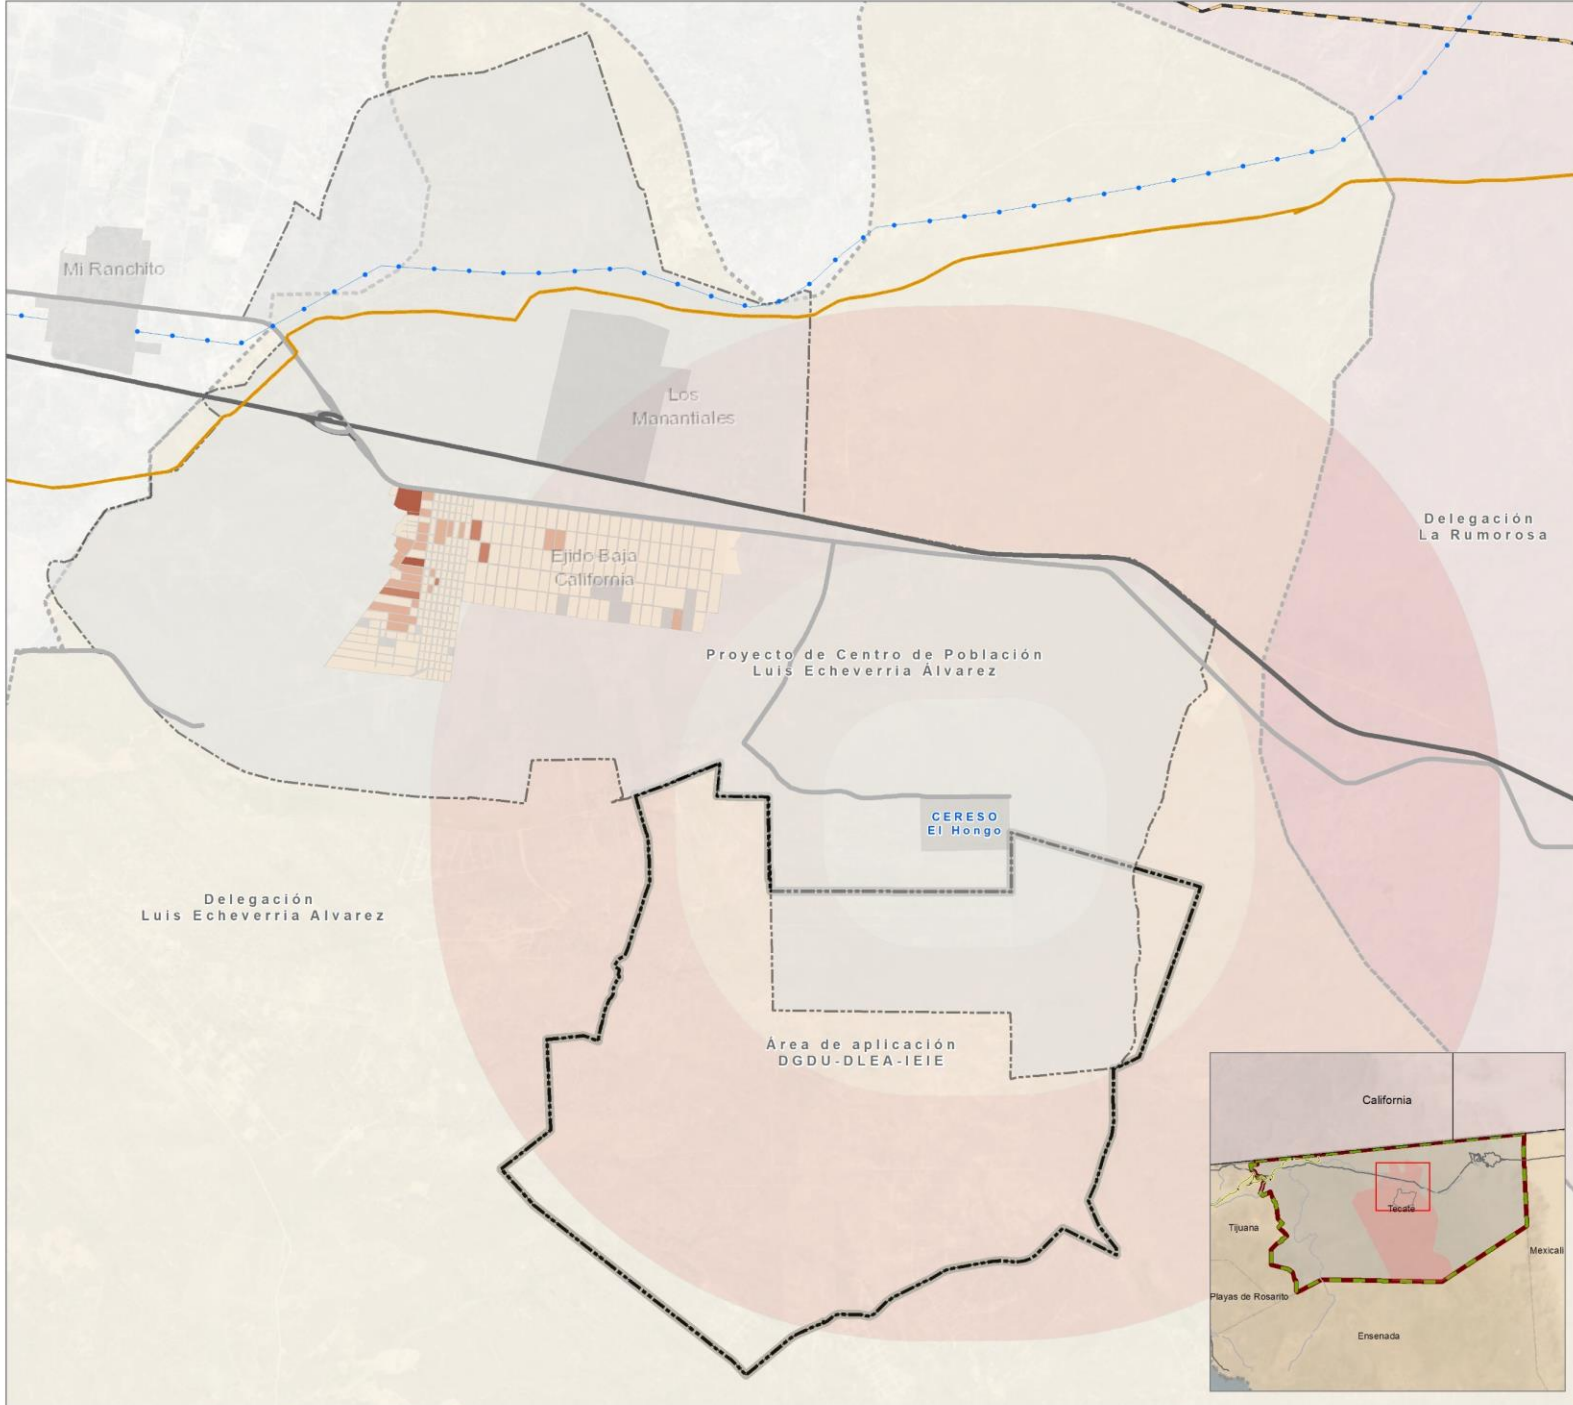 Mi Ranchito
Los
Manantiales
Delegación
La Rumorosa
Ejido Baja
California
Proyecto de Centro de Población
Luis Echeverria Álvarez
CERESO
El Hongo
Delegación
Luis Echeverria Alvarez
Área de aplicación
DGDU-DLEA-IEIE
California
Tecate
Tijuana
Mexicali
Playas de Rosarito
Ensenada